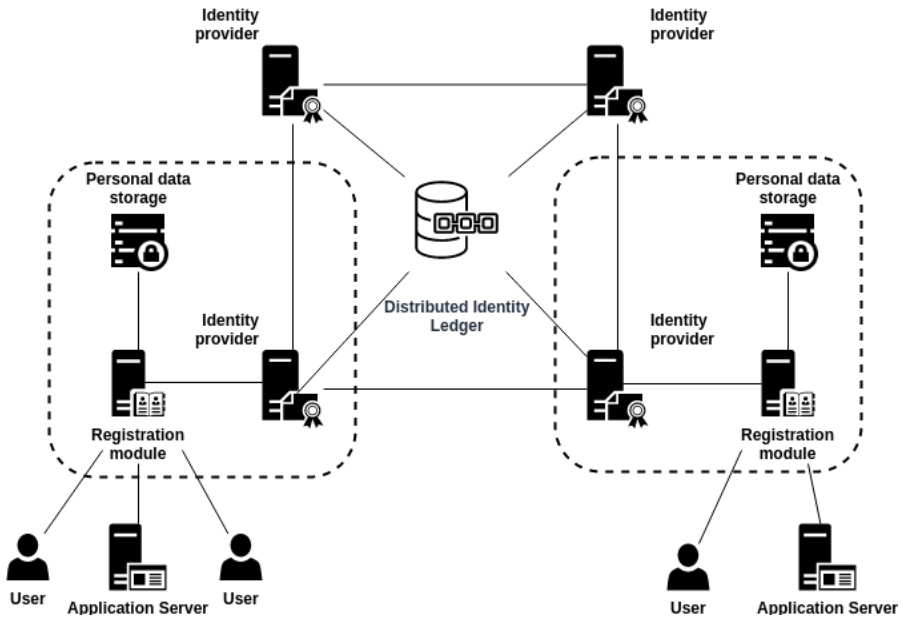 Identity
provider
Identity
provider
Personal data
storage
Personal data
storage
Distributed Identity
Ledger
Identity
provider
Identity
provider
Registration
module
Registration
module
User
Application Server
User
User
Application Server